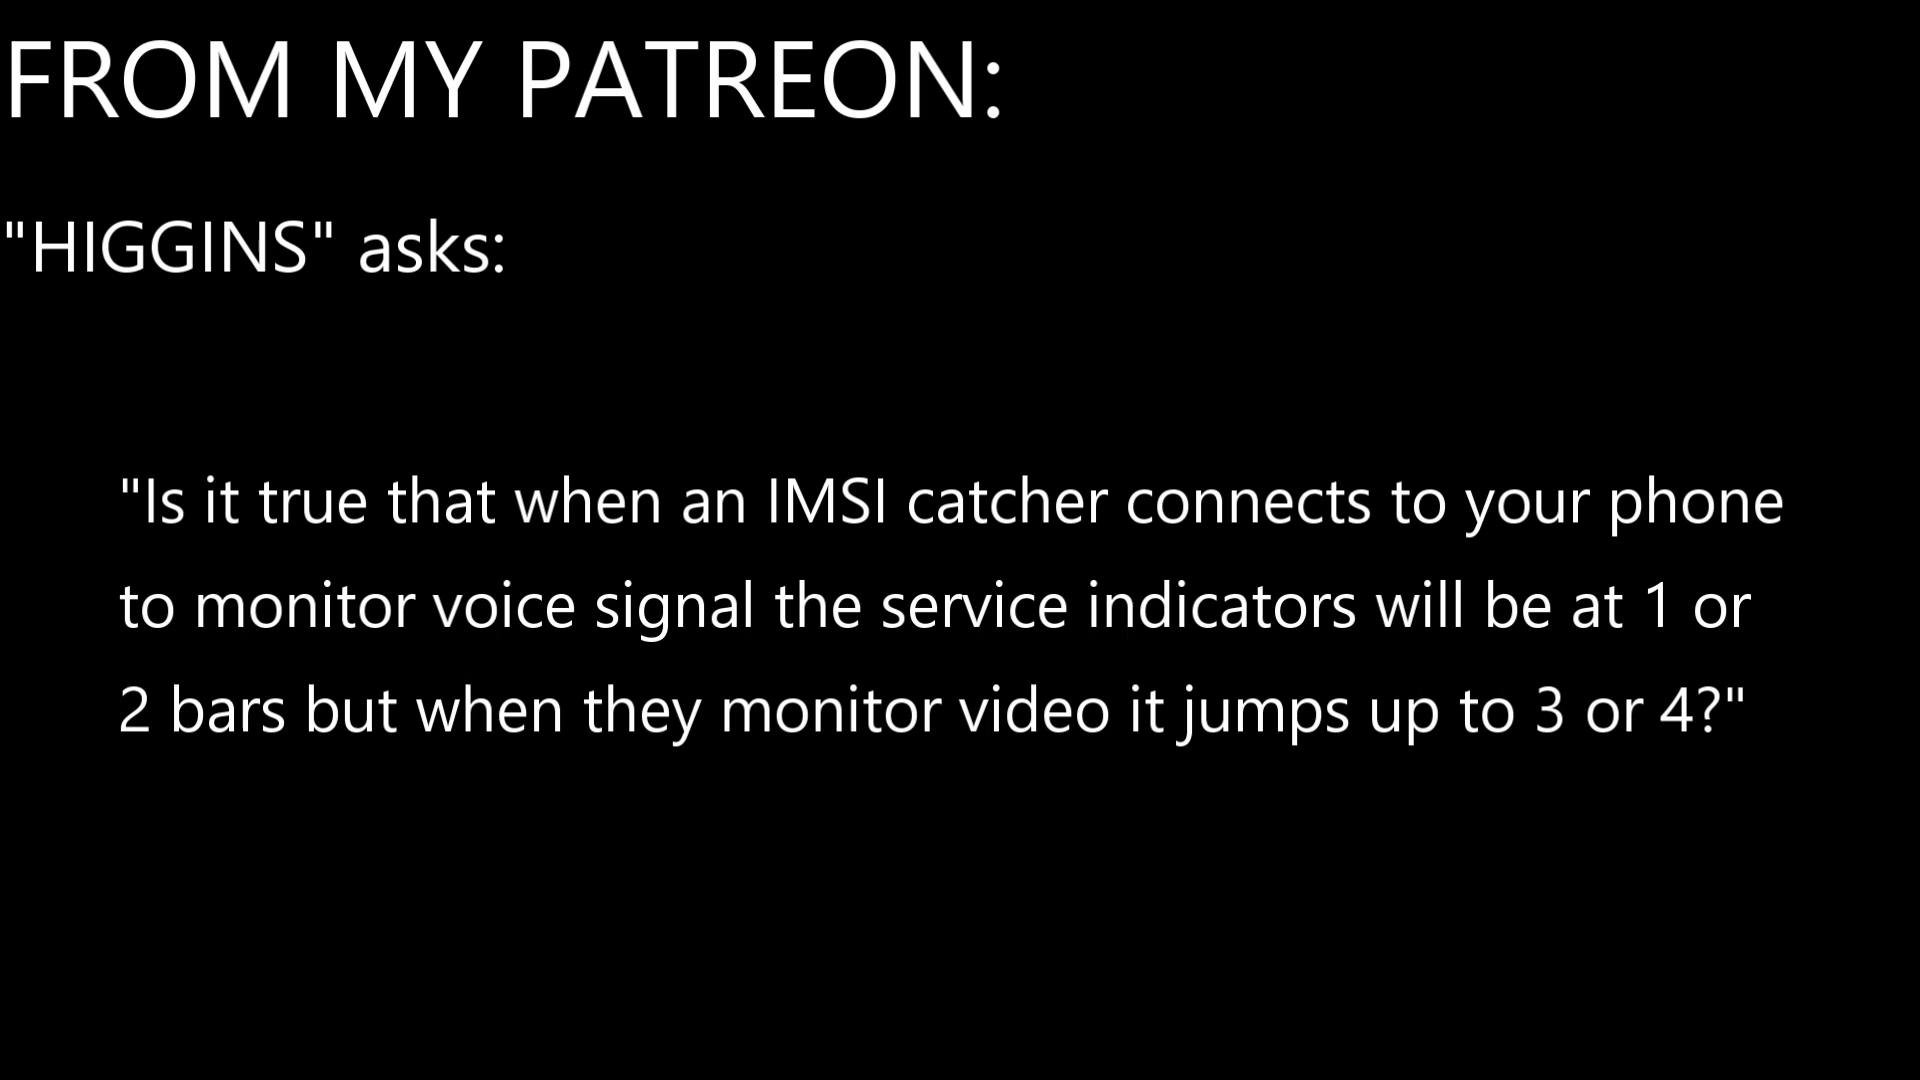 FROM MY PATREON:
"HIGGINS" asks:
"Is it true that when an IMSI catcher connects to your phone
to monitor voice signal the service indicators will be at 1 or
2 bars but when they monitor video it jumps up to 3 or 4?"